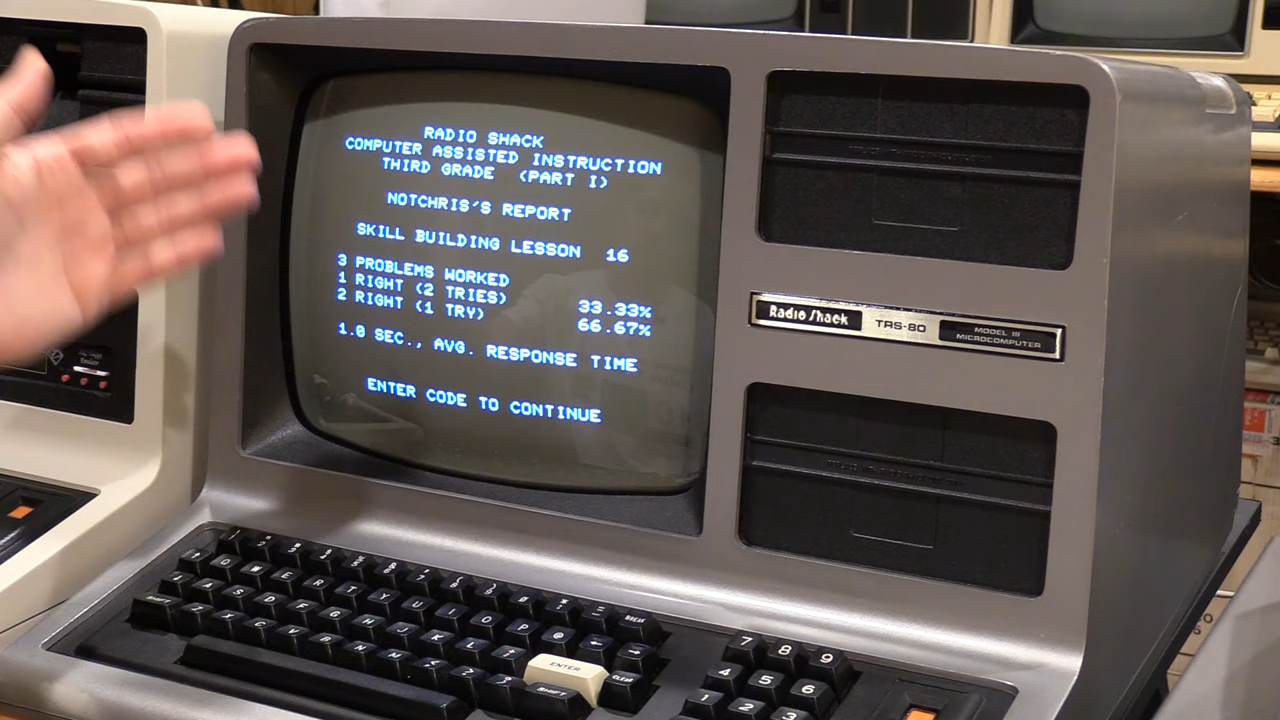 RADIO SHACK
COMPUTER ASSISTED INSTRUCTION
THIRD GRADE (PART I)
NOTCHRIS'S REPORT
SKILL BUILDING LESSON 16
3 PROBLEMS WORKED
1 RIGHT (2 TRIES) 33.33%
2 RIGHT (1 TRY) 66.67%
1.0 SEC., AVG. RESPONSE TIME
ENTER CODE TO CONTINUE
Radio Shack
TRS-80
MODEL III
MICROCOMPUTER
BREAK
W E R T Y U I O P @
A S D F G H J K L
ENTER
CLEAR
SHIFT
Z X C V B N M
SHIFT
7 8 9
4 5 6
1 2 3